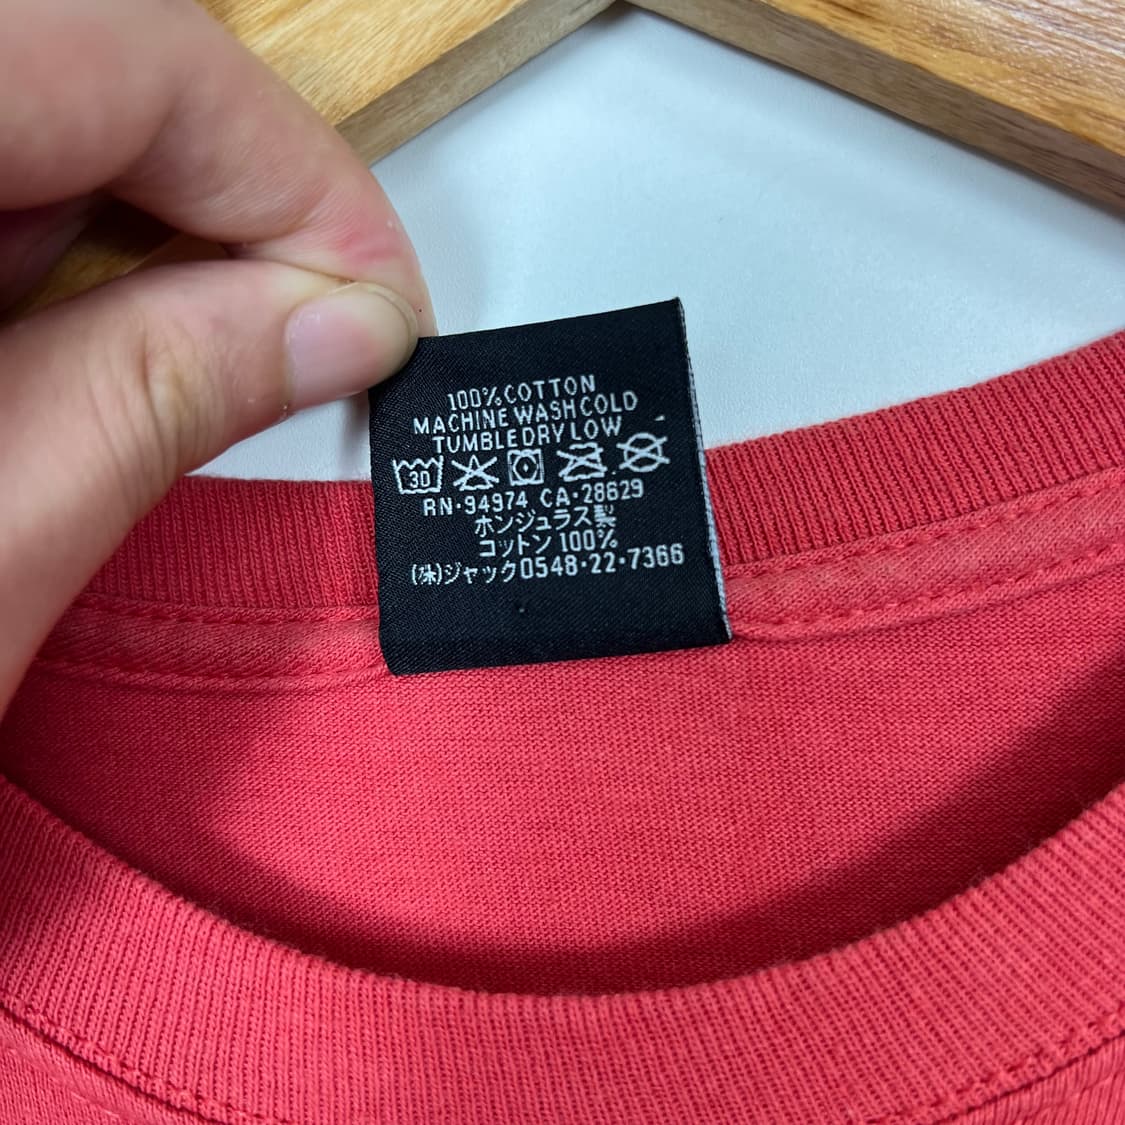 100% COTTON
MACHINE WASH COLD
TUMBLE DRY LOW
30
RN·94974 CA·28629
ホンジュラス製
コットン 100%
(株)ジャック0548·22·7366